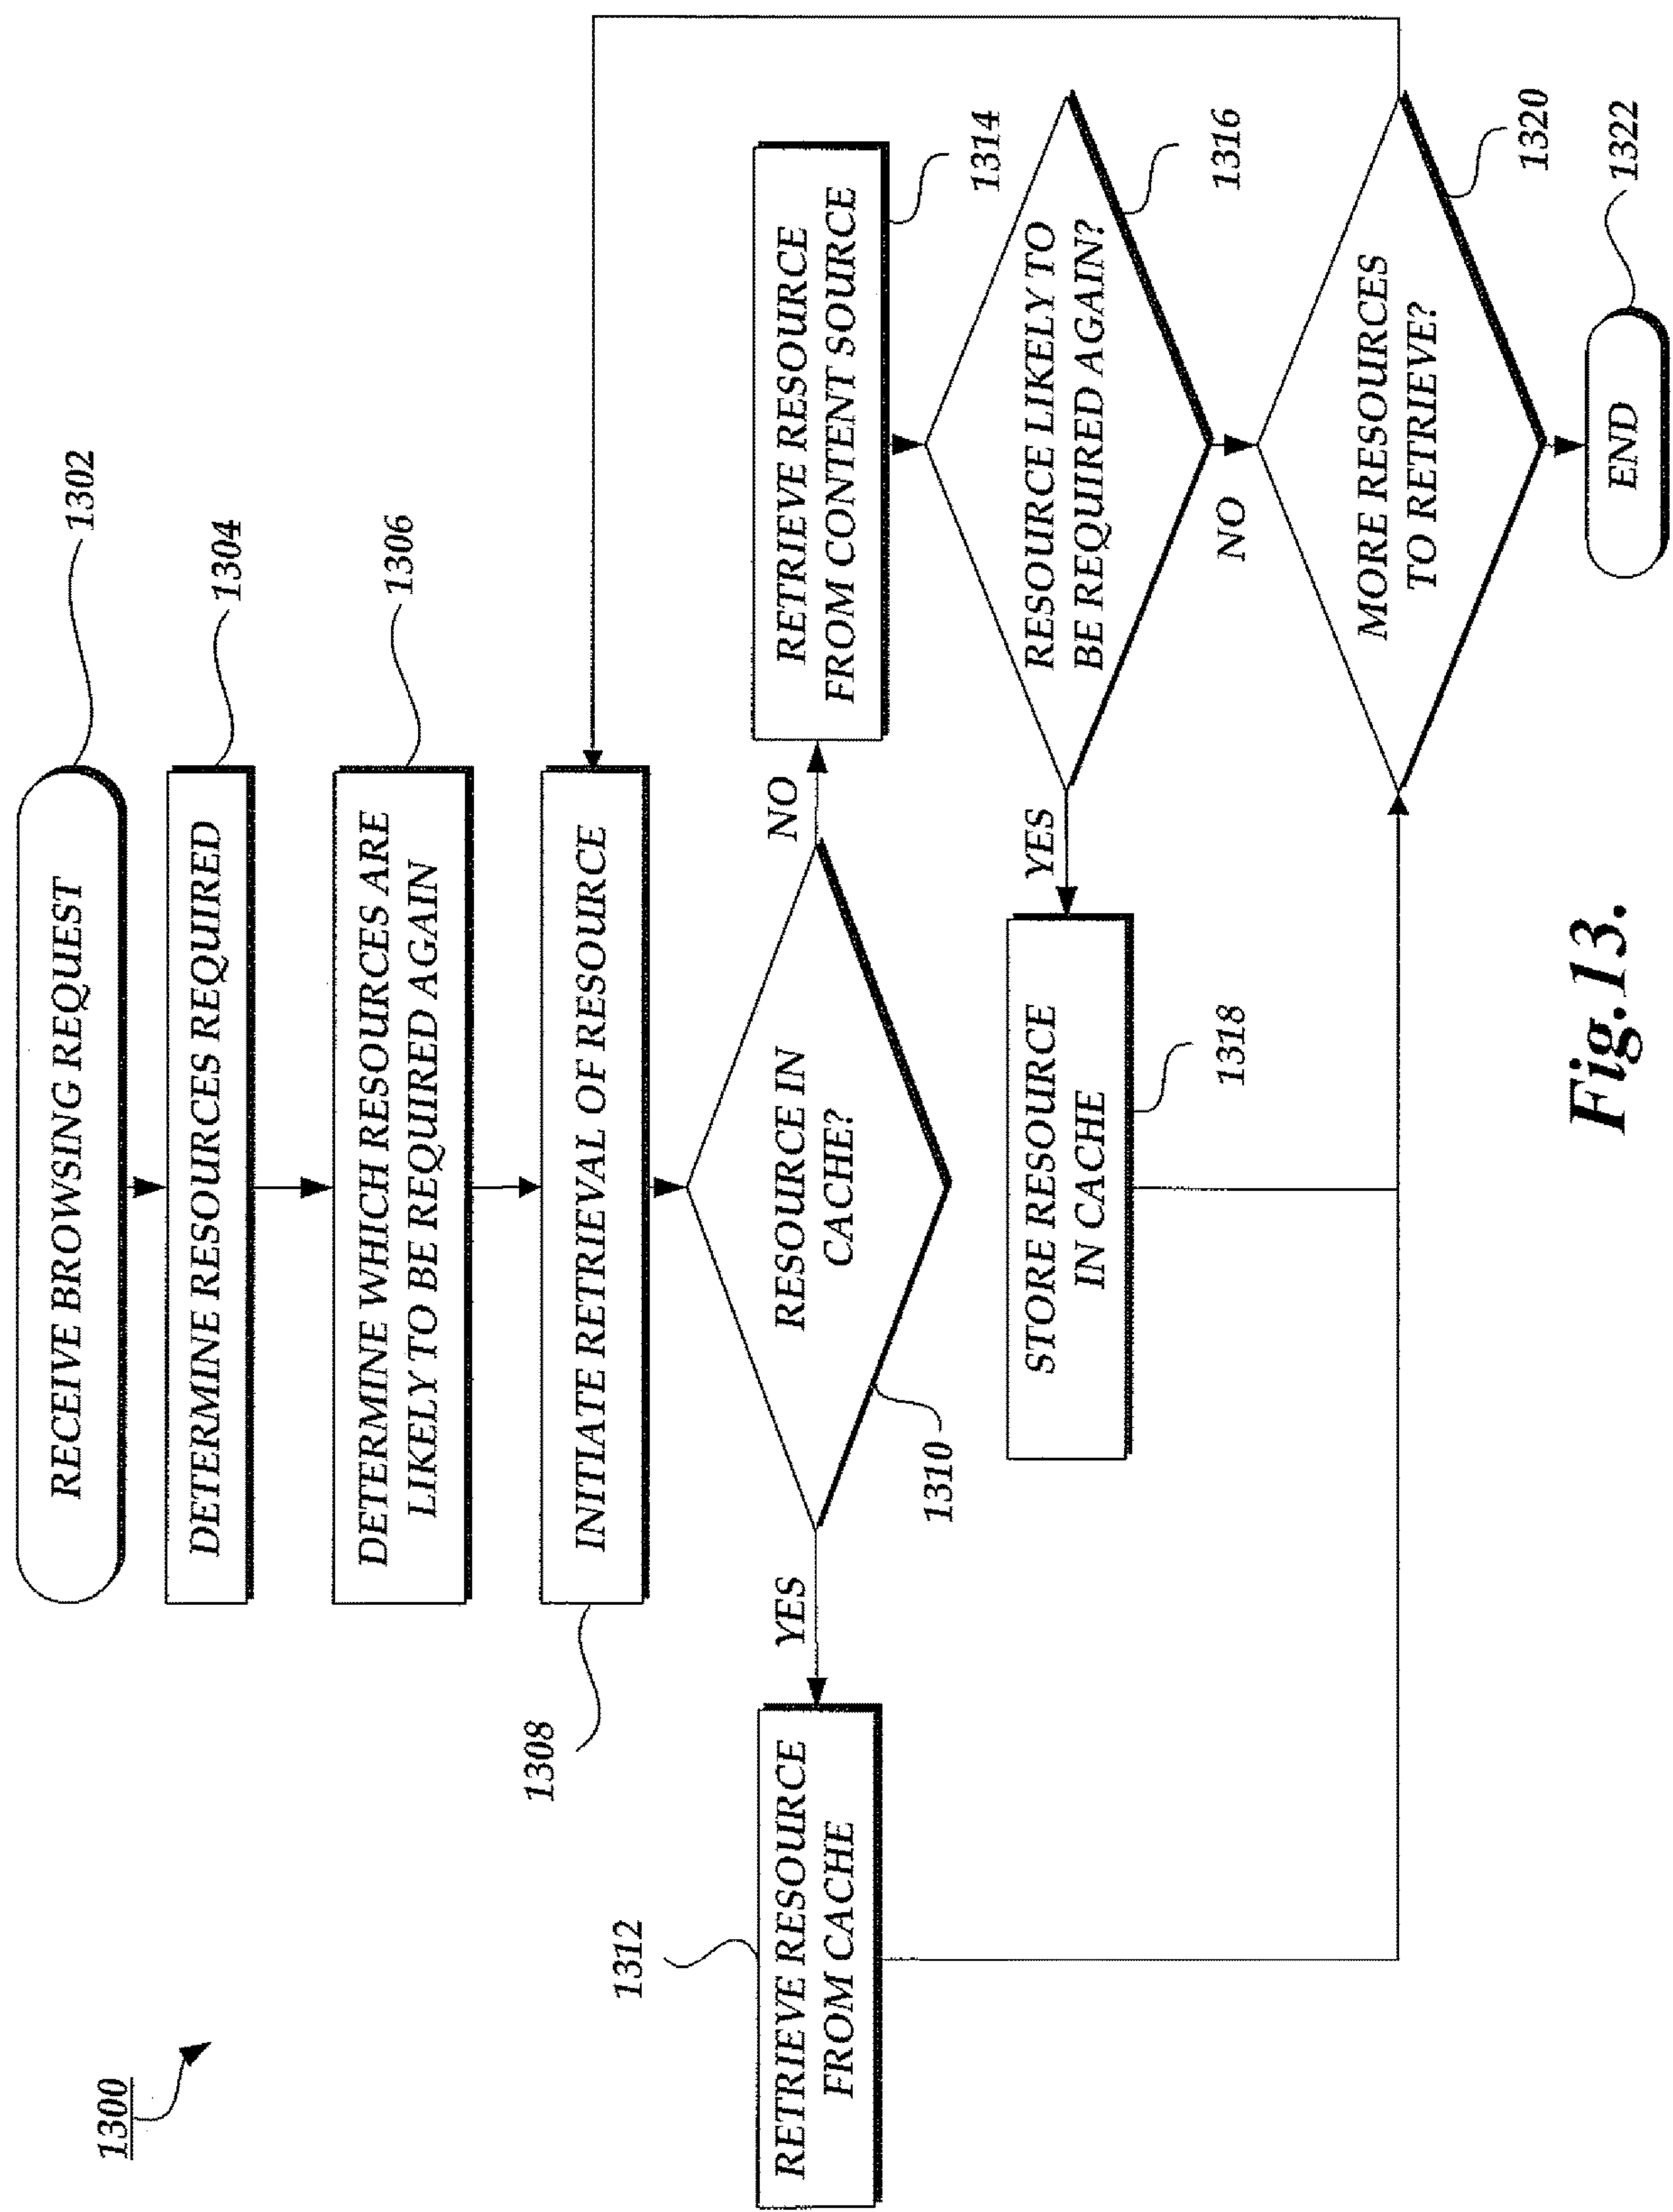 1300
RECEIVE BROWSING REQUEST
1302
DETERMINE RESOURCES REQUIRED
1304
DETERMINE WHICH RESOURCES ARE
LIKELY TO BE REQUIRED AGAIN
1306
INITIATE RETRIEVAL OF RESOURCE
1308
RESOURCE IN
CACHE?
1310
YES
NO
RETRIEVE RESOURCE
FROM CACHE
1312
RETRIEVE RESOURCE
FROM CONTENT SOURCE
1314
RESOURCE LIKELY TO
BE REQUIRED AGAIN?
1316
YES
NO
STORE RESOURCE
IN CACHE
1318
MORE RESOURCES
TO RETRIEVE?
1320
END
1322
Fig.13.